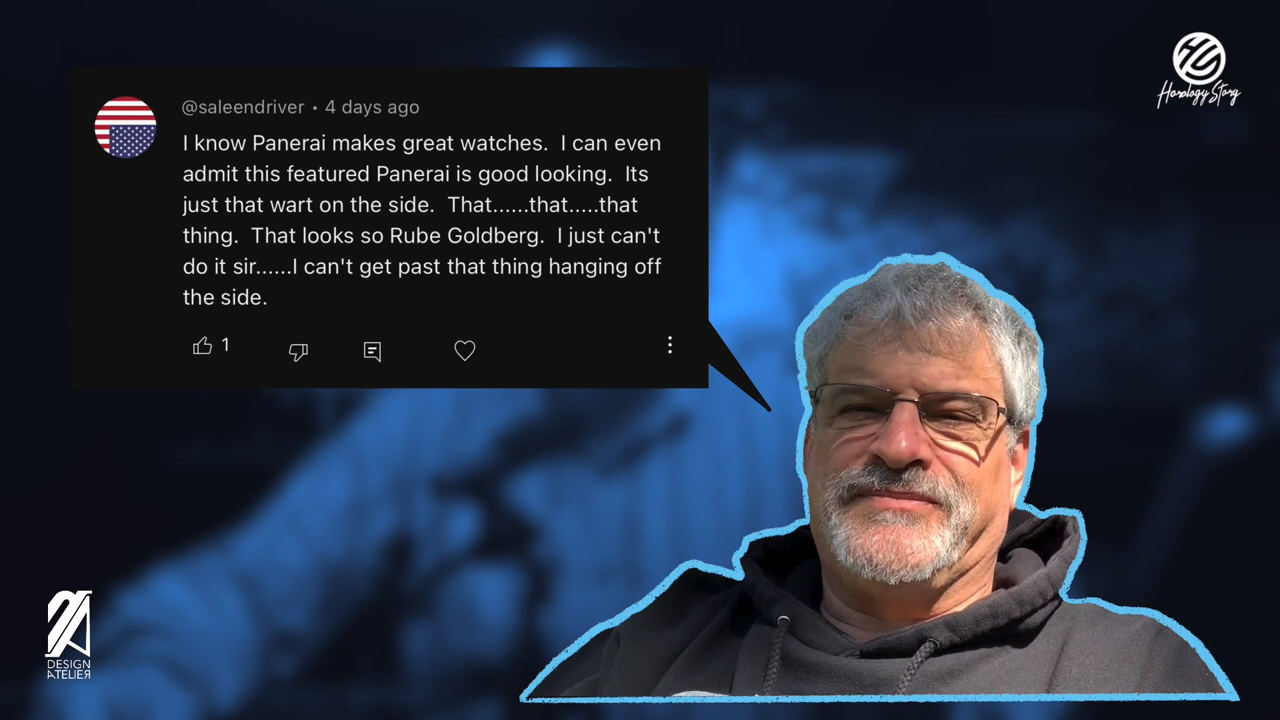 @saleendriver • 4 days ago
I know Panerai makes great watches.  I can even
admit this featured Panerai is good looking.  Its
just that wart on the side.  That......that.....that
thing.  That looks so Rube Goldberg.  I just can't
do it sir......I can't get past that thing hanging off
the side.
1
Horology Story
DESIGN
ATELIER